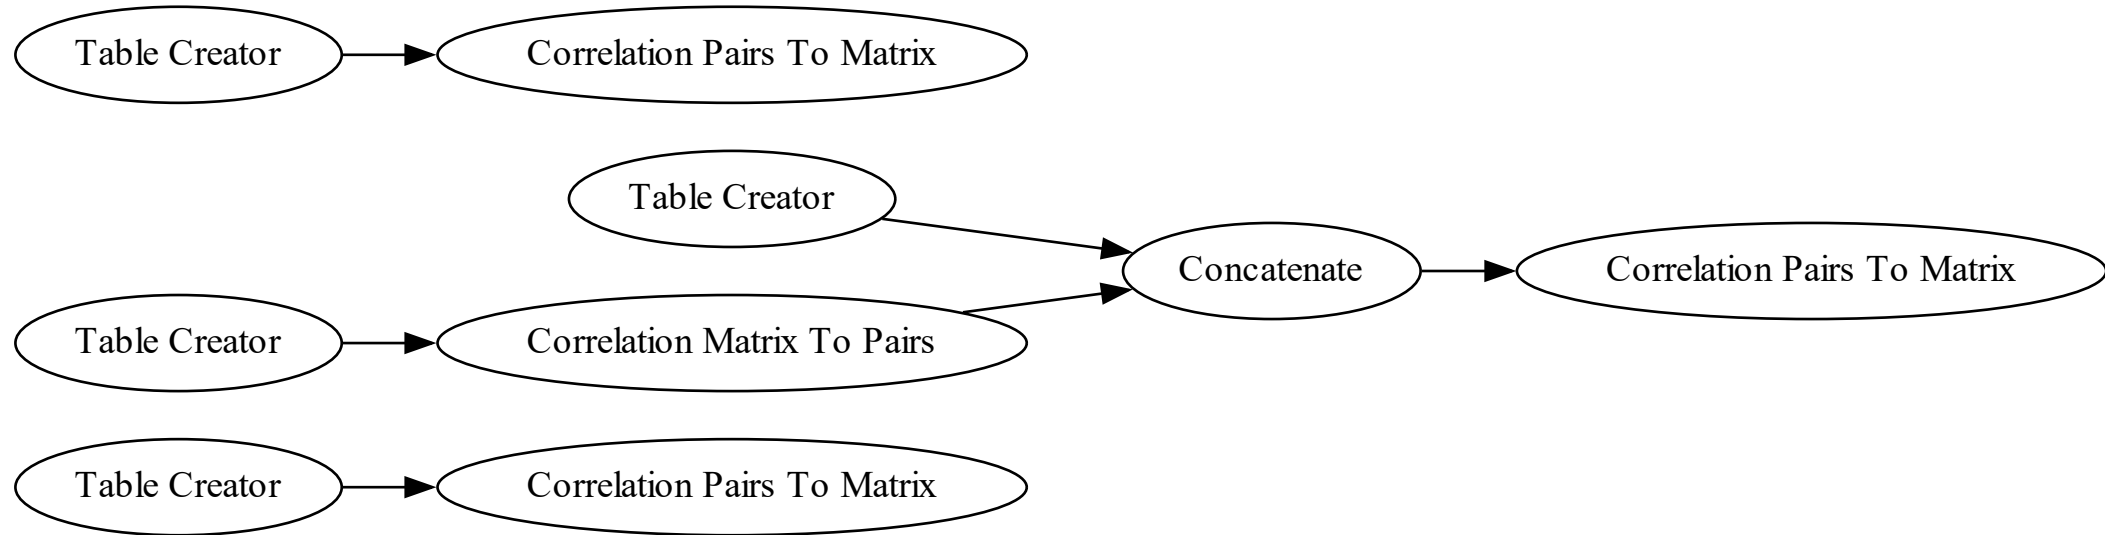 Table Creator
Correlation Pairs To Matrix
Table Creator
Concatenate
Correlation Pairs To Matrix
Table Creator
Correlation Matrix To Pairs
Table Creator
Correlation Pairs To Matrix